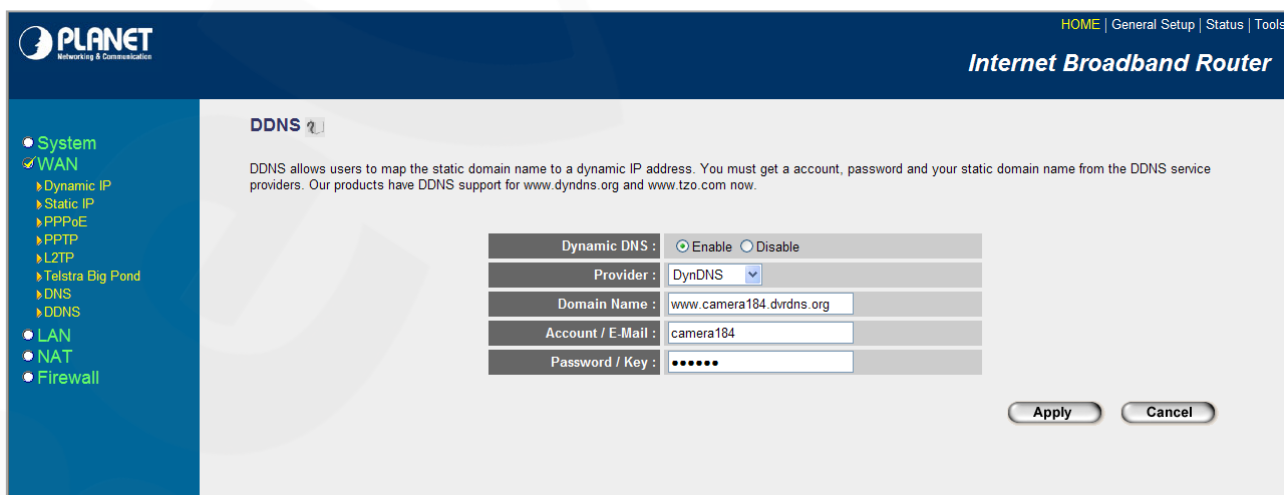 PLANET
Networking & Communication
HOME | General Setup | Status | Tools
Internet Broadband Router
System
WAN
Dynamic IP
Static IP
PPPoE
PPTP
L2TP
Telstra Big Pond
DNS
DDNS
LAN
NAT
Firewall
DDNS
DDNS allows users to map the static domain name to a dynamic IP address. You must get a account, password and your static domain name from the DDNS service
providers. Our products have DDNS support for www.dyndns.org and www.tzo.com now.
Dynamic DNS : Enable Disable
Provider : DynDNS
Domain Name : www.camera184.dvrdns.org
Account / E-Mail : camera184
Password / Key : ●●●●●●
Apply Cancel